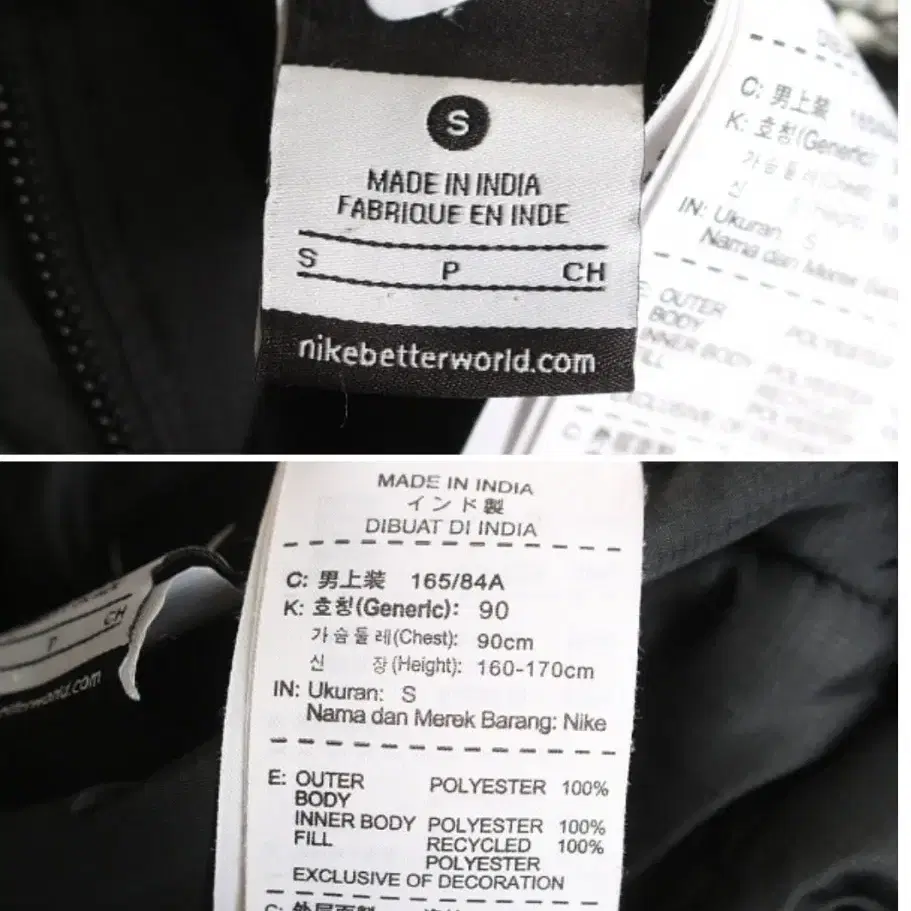 S
MADE IN INDIA
FABRIQUE EN INDE
S P CH
nikebetterworld.com
C: 男上装
K: 호칭(Generic)
가슴둘레(Chest)
신
IN: Ukuran: S
Nama dan Merek
OUTER
BODY
POLYESTER
INNER BODY
FILL
MADE IN INDIA
インド製
DIBUAT DI INDIA
C: 男上装 165/84A
K: 호칭(Generic): 90
가슴둘레(Chest): 90cm
신 장(Height): 160-170cm
IN: Ukuran: S
Nama dan Merek Barang: Nike
E: OUTER POLYESTER 100%
BODY
INNER BODY POLYESTER 100%
FILL RECYCLED 100%
POLYESTER
EXCLUSIVE OF DECORATION
P